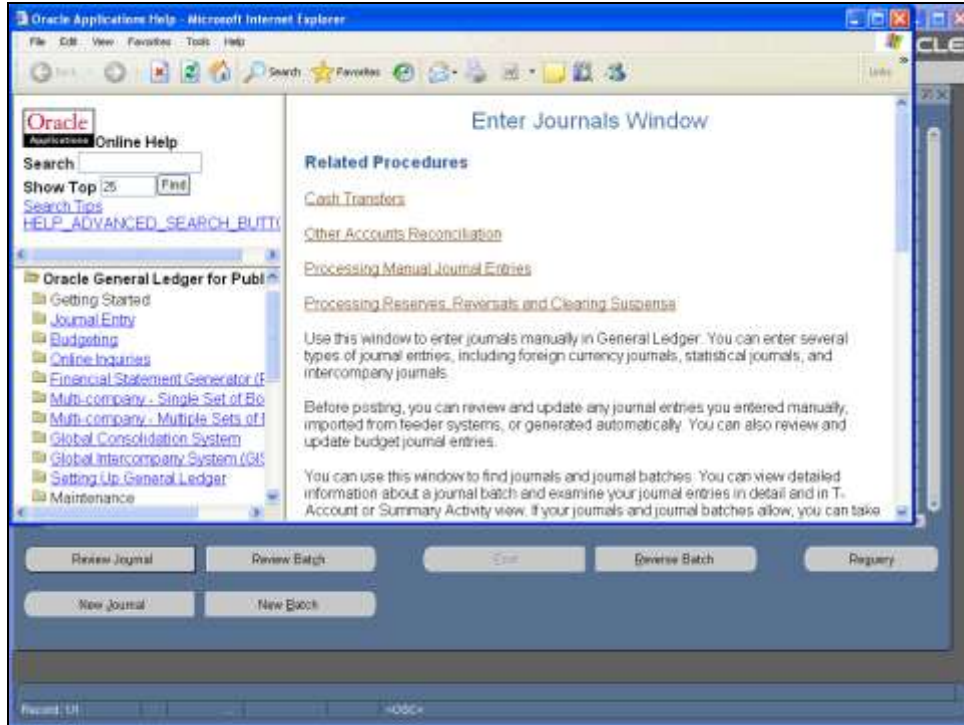 Oracle Applications Help - Microsoft Internet Explorer
File Edit View Favorites Tools Help
Back Search Favorites Links
CLE
Oracle
Applications Online Help
Search
Show Top 25 Find
Search Tips
HELP_ADVANCED_SEARCH_BUTT
Oracle General Ledger for Publ
Getting Started
Journal Entry
Budgeting
Online Inquiries
Financial Statement Generator (F
Multi-company - Single Set of Bo
Multi-company - Multiple Sets of
Global Consolidation System
Global Intercompany System (GIS
Setting Up General Ledger
Maintenance
Enter Journals Window
Related Procedures
Cash Transfers
Other Accounts Reconciliation
Processing Manual Journal Entries
Processing Reserves, Reversals and Clearing Suspense
Use this window to enter journals manually in General Ledger. You can enter several
types of journal entries, including foreign currency journals, statistical journals, and
intercompany journals.
Before posting, you can review and update any journal entries you entered manually,
imported from feeder systems, or generated automatically. You can also review and
update budget journal entries.
You can use this window to find journals and journal batches. You can view detailed
information about a journal batch and examine your journal entries in detail and in T-
Account or Summary Activity view. If your journals and journal batches allow, you can take
Review Journal Review Batch Reverse Batch Requery
New Journal New Batch
Record: 1/1 <OSC>